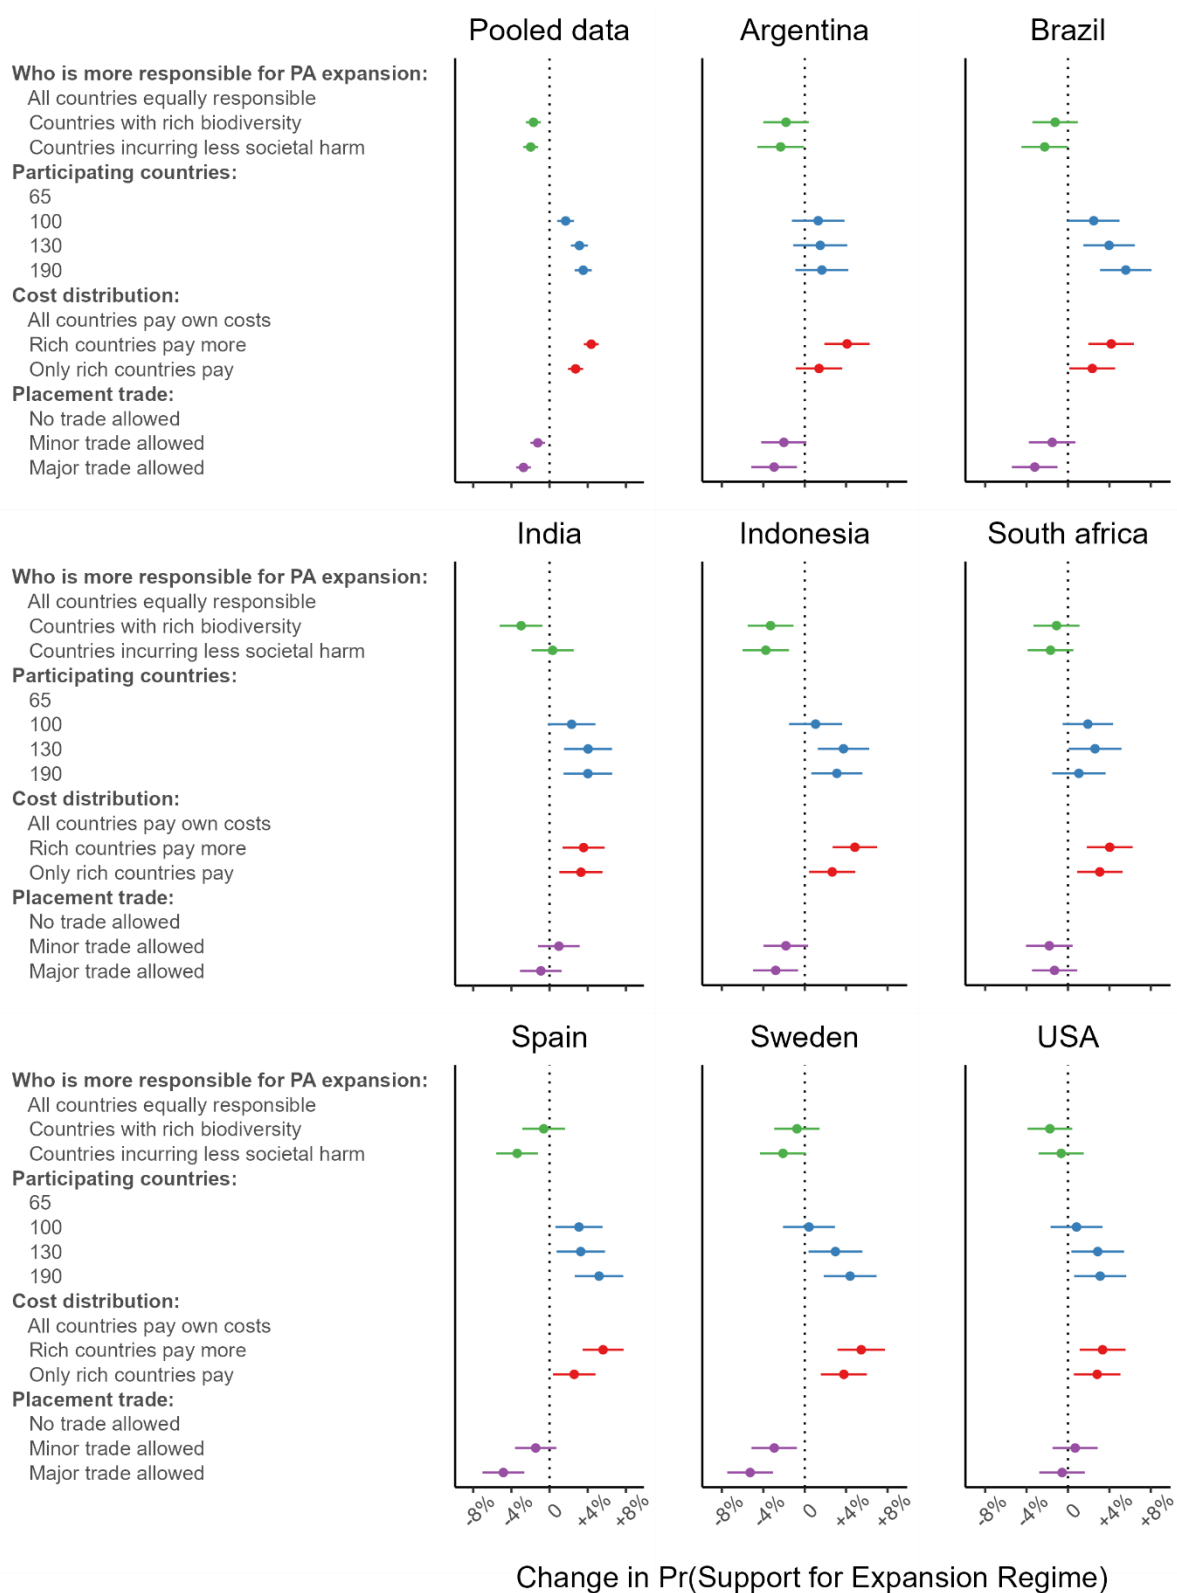 Pooled data Argentina Brazil
Who is more responsible for PA expansion:
All countries equally responsible
Countries with rich biodiversity
Countries incurring less societal harm
Participating countries:
65
100
130
190
Cost distribution:
All countries pay own costs
Rich countries pay more
Only rich countries pay
Placement trade:
No trade allowed
Minor trade allowed
Major trade allowed
India Indonesia South africa
Who is more responsible for PA expansion:
All countries equally responsible
Countries with rich biodiversity
Countries incurring less societal harm
Participating countries:
65
100
130
190
Cost distribution:
All countries pay own costs
Rich countries pay more
Only rich countries pay
Placement trade:
No trade allowed
Minor trade allowed
Major trade allowed
Spain Sweden USA
Who is more responsible for PA expansion:
All countries equally responsible
Countries with rich biodiversity
Countries incurring less societal harm
Participating countries:
65
100
130
190
Cost distribution:
All countries pay own costs
Rich countries pay more
Only rich countries pay
Placement trade:
No trade allowed
Minor trade allowed
Major trade allowed
-8% -4% 0 +4% +8% -8% -4% 0 +4% +8% -8% -4% 0 +4% +8%
Change in Pr(Support for Expansion Regime)